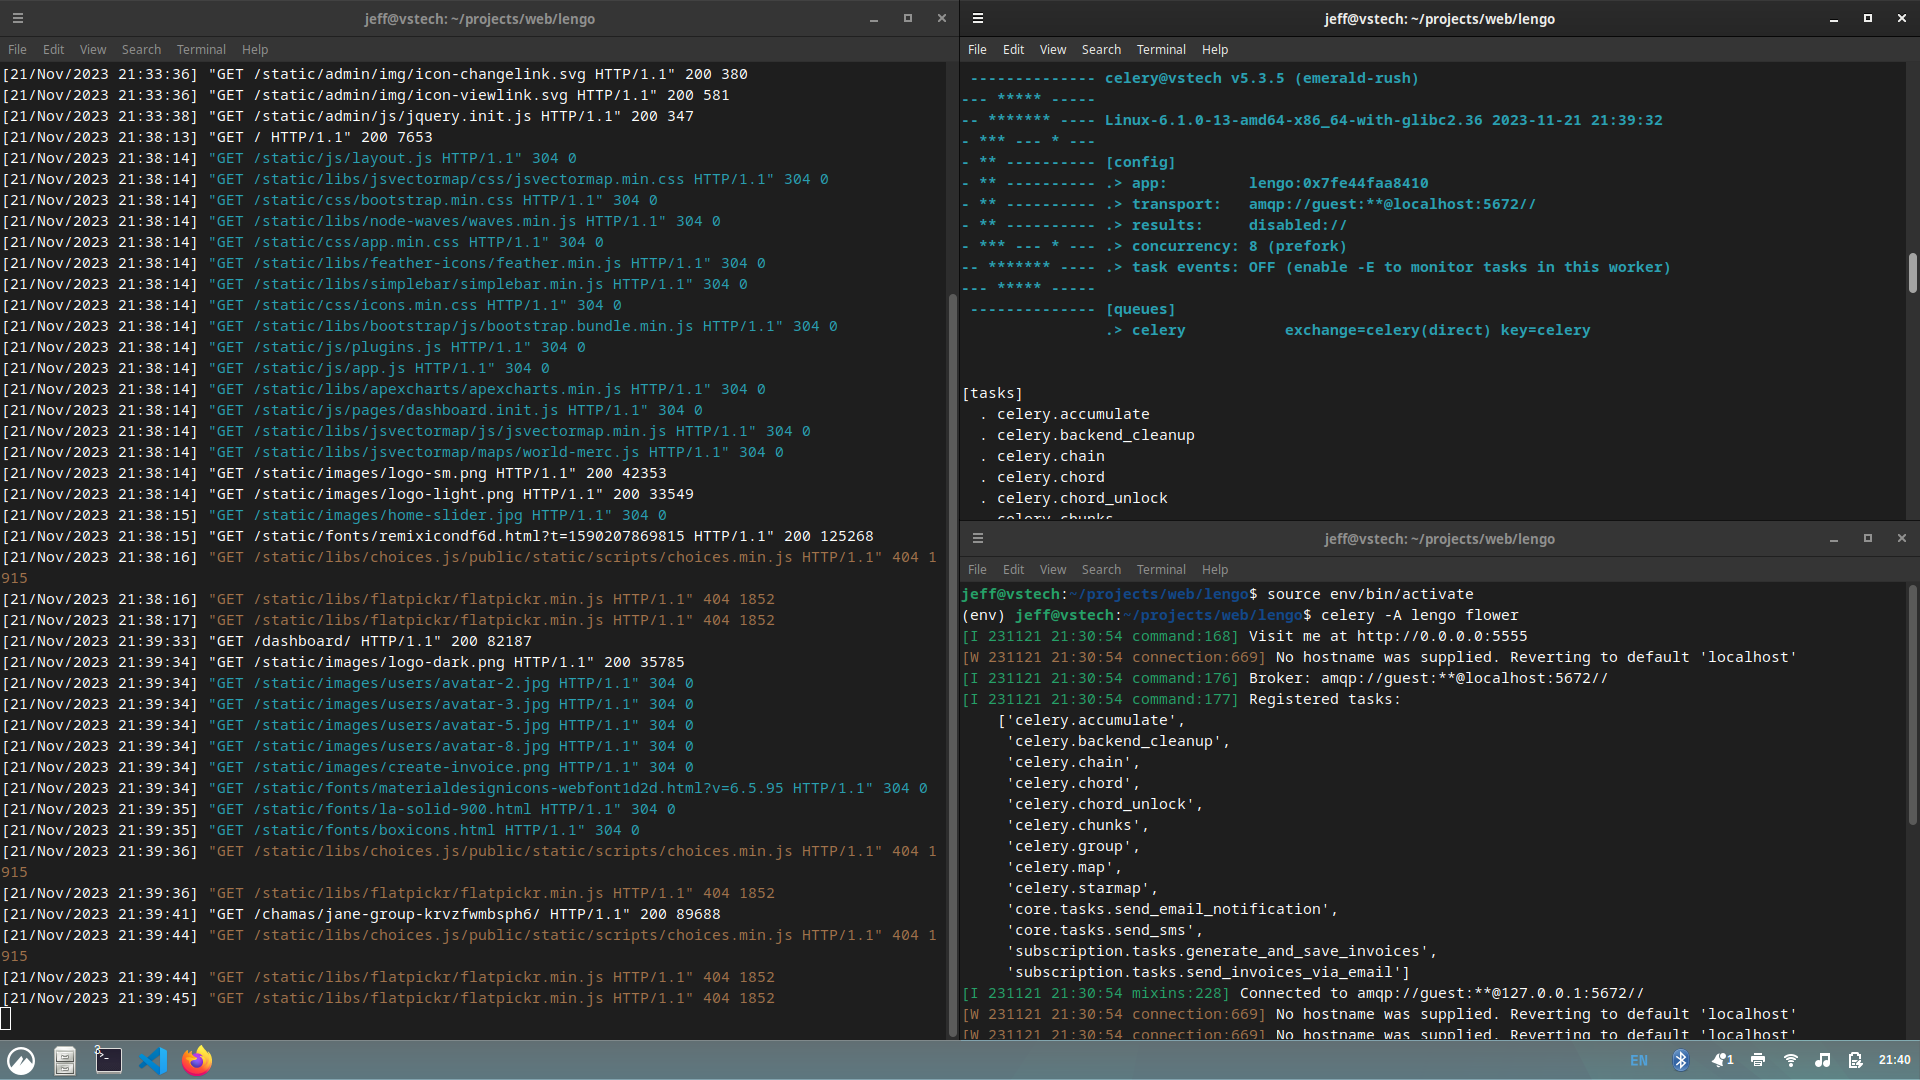 jeff@vstech: ~/projects/web/lengo
File Edit View Search Terminal Help
[21/Nov/2023 21:33:36] "GET /static/admin/img/icon-changelink.svg HTTP/1.1" 200 380
[21/Nov/2023 21:33:36] "GET /static/admin/img/icon-viewlink.svg HTTP/1.1" 200 581
[21/Nov/2023 21:33:38] "GET /static/admin/js/jquery.init.js HTTP/1.1" 200 347
[21/Nov/2023 21:38:13] "GET / HTTP/1.1" 200 7653
[21/Nov/2023 21:38:14] "GET /static/js/layout.js HTTP/1.1" 304 0
[21/Nov/2023 21:38:14] "GET /static/libs/jsvectormap/css/jsvectormap.min.css HTTP/1.1" 304 0
[21/Nov/2023 21:38:14] "GET /static/css/bootstrap.min.css HTTP/1.1" 304 0
[21/Nov/2023 21:38:14] "GET /static/libs/node-waves/waves.min.js HTTP/1.1" 304 0
[21/Nov/2023 21:38:14] "GET /static/css/app.min.css HTTP/1.1" 304 0
[21/Nov/2023 21:38:14] "GET /static/libs/feather-icons/feather.min.js HTTP/1.1" 304 0
[21/Nov/2023 21:38:14] "GET /static/libs/simplebar/simplebar.min.js HTTP/1.1" 304 0
[21/Nov/2023 21:38:14] "GET /static/css/icons.min.css HTTP/1.1" 304 0
[21/Nov/2023 21:38:14] "GET /static/libs/bootstrap/js/bootstrap.bundle.min.js HTTP/1.1" 304 0
[21/Nov/2023 21:38:14] "GET /static/js/plugins.js HTTP/1.1" 304 0
[21/Nov/2023 21:38:14] "GET /static/js/app.js HTTP/1.1" 304 0
[21/Nov/2023 21:38:14] "GET /static/libs/apexcharts/apexcharts.min.js HTTP/1.1" 304 0
[21/Nov/2023 21:38:14] "GET /static/js/pages/dashboard.init.js HTTP/1.1" 304 0
[21/Nov/2023 21:38:14] "GET /static/libs/jsvectormap/js/jsvectormap.min.js HTTP/1.1" 304 0
[21/Nov/2023 21:38:14] "GET /static/libs/jsvectormap/maps/world-merc.js HTTP/1.1" 304 0
[21/Nov/2023 21:38:14] "GET /static/images/logo-sm.png HTTP/1.1" 200 42353
[21/Nov/2023 21:38:14] "GET /static/images/logo-light.png HTTP/1.1" 200 33549
[21/Nov/2023 21:38:15] "GET /static/images/home-slider.jpg HTTP/1.1" 304 0
[21/Nov/2023 21:38:15] "GET /static/fonts/remixicondf6d.html?t=1590207869815 HTTP/1.1" 200 125268
[21/Nov/2023 21:38:16] "GET /static/libs/choices.js/public/static/scripts/choices.min.js HTTP/1.1" 404 1
915
[21/Nov/2023 21:38:16] "GET /static/libs/flatpickr/flatpickr.min.js HTTP/1.1" 404 1852
[21/Nov/2023 21:38:17] "GET /static/libs/flatpickr/flatpickr.min.js HTTP/1.1" 404 1852
[21/Nov/2023 21:39:33] "GET /dashboard/ HTTP/1.1" 200 82187
[21/Nov/2023 21:39:34] "GET /static/images/logo-dark.png HTTP/1.1" 200 35785
[21/Nov/2023 21:39:34] "GET /static/images/users/avatar-2.jpg HTTP/1.1" 304 0
[21/Nov/2023 21:39:34] "GET /static/images/users/avatar-3.jpg HTTP/1.1" 304 0
[21/Nov/2023 21:39:34] "GET /static/images/users/avatar-5.jpg HTTP/1.1" 304 0
[21/Nov/2023 21:39:34] "GET /static/images/users/avatar-8.jpg HTTP/1.1" 304 0
[21/Nov/2023 21:39:34] "GET /static/images/create-invoice.png HTTP/1.1" 304 0
[21/Nov/2023 21:39:34] "GET /static/fonts/materialdesignicons-webfont1d2d.html?v=6.5.95 HTTP/1.1" 304 0
[21/Nov/2023 21:39:35] "GET /static/fonts/la-solid-900.html HTTP/1.1" 304 0
[21/Nov/2023 21:39:35] "GET /static/fonts/boxicons.html HTTP/1.1" 304 0
[21/Nov/2023 21:39:36] "GET /static/libs/choices.js/public/static/scripts/choices.min.js HTTP/1.1" 404 1
915
[21/Nov/2023 21:39:36] "GET /static/libs/flatpickr/flatpickr.min.js HTTP/1.1" 404 1852
[21/Nov/2023 21:39:41] "GET /chamas/jane-group-krvzfwmbsph6/ HTTP/1.1" 200 89688
[21/Nov/2023 21:39:44] "GET /static/libs/choices.js/public/static/scripts/choices.min.js HTTP/1.1" 404 1
915
[21/Nov/2023 21:39:44] "GET /static/libs/flatpickr/flatpickr.min.js HTTP/1.1" 404 1852
[21/Nov/2023 21:39:45] "GET /static/libs/flatpickr/flatpickr.min.js HTTP/1.1" 404 1852
jeff@vstech: ~/projects/web/lengo
File Edit View Search Terminal Help
 -------------- celery@vstech v5.3.5 (emerald-rush)
--- ***** -----
-- ******* ---- Linux-6.1.0-13-amd64-x86_64-with-glibc2.36 2023-11-21 21:39:32
- *** --- * ---
- ** ---------- [config]
- ** ---------- .> app:         lengo:0x7fe44faa8410
- ** ---------- .> transport:   amqp://guest:**@localhost:5672//
- ** ---------- .> results:     disabled://
- *** --- * --- .> concurrency: 8 (prefork)
-- ******* ---- .> task events: OFF (enable -E to monitor tasks in this worker)
--- ***** -----
 -------------- [queues]
                .> celery           exchange=celery(direct) key=celery
[tasks]
  . celery.accumulate
  . celery.backend_cleanup
  . celery.chain
  . celery.chord
  . celery.chord_unlock
  . celery.chunks
jeff@vstech: ~/projects/web/lengo
File Edit View Search Terminal Help
jeff@vstech:~/projects/web/lengo$ source env/bin/activate
(env) jeff@vstech:~/projects/web/lengo$ celery -A lengo flower
[I 231121 21:30:54 command:168] Visit me at http://0.0.0.0:5555
[W 231121 21:30:54 connection:669] No hostname was supplied. Reverting to default 'localhost'
[I 231121 21:30:54 command:176] Broker: amqp://guest:**@localhost:5672//
[I 231121 21:30:54 command:177] Registered tasks:
    ['celery.accumulate',
     'celery.backend_cleanup',
     'celery.chain',
     'celery.chord',
     'celery.chord_unlock',
     'celery.chunks',
     'celery.group',
     'celery.map',
     'celery.starmap',
     'core.tasks.send_email_notification',
     'core.tasks.send_sms',
     'subscription.tasks.generate_and_save_invoices',
     'subscription.tasks.send_invoices_via_email']
[I 231121 21:30:54 mixins:228] Connected to amqp://guest:**@127.0.0.1:5672//
[W 231121 21:30:54 connection:669] No hostname was supplied. Reverting to default 'localhost'
[W 231121 21:30:54 connection:669] No hostname was supplied. Reverting to default 'localhost'
3
EN 1 21:40